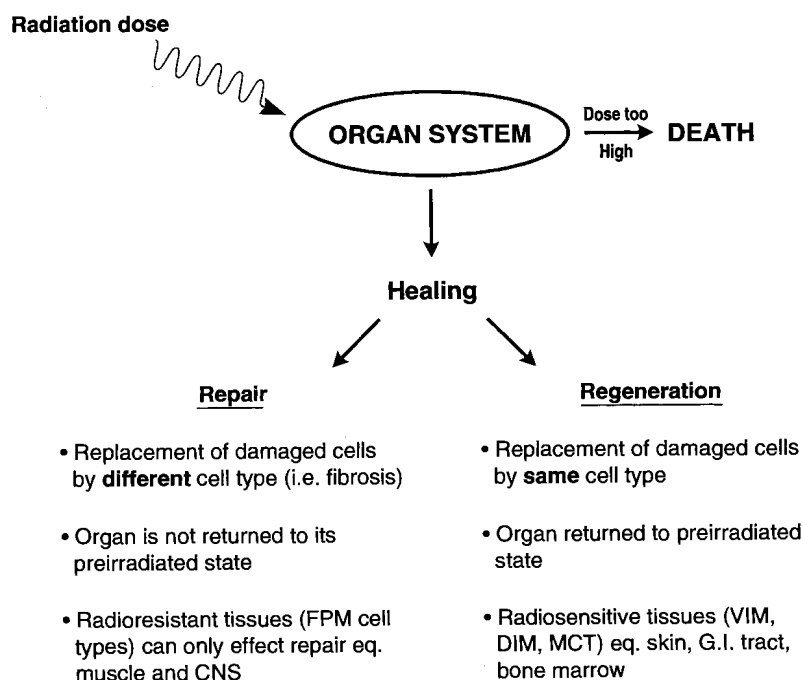 Radiation dose
ORGAN SYSTEM
Dose too
High
DEATH
Healing
Repair
• Replacement of damaged cells
by different cell type (i.e. fibrosis)
• Organ is not returned to its
preirradiated state
• Radioresistant tissues (FPM cell
types) can only effect repair eq.
muscle and CNS
Regeneration
• Replacement of damaged cells
by same cell type
• Organ returned to preirradiated
state
• Radiosensitive tissues (VIM,
DIM, MCT) eq. skin, G.I. tract,
bone marrow